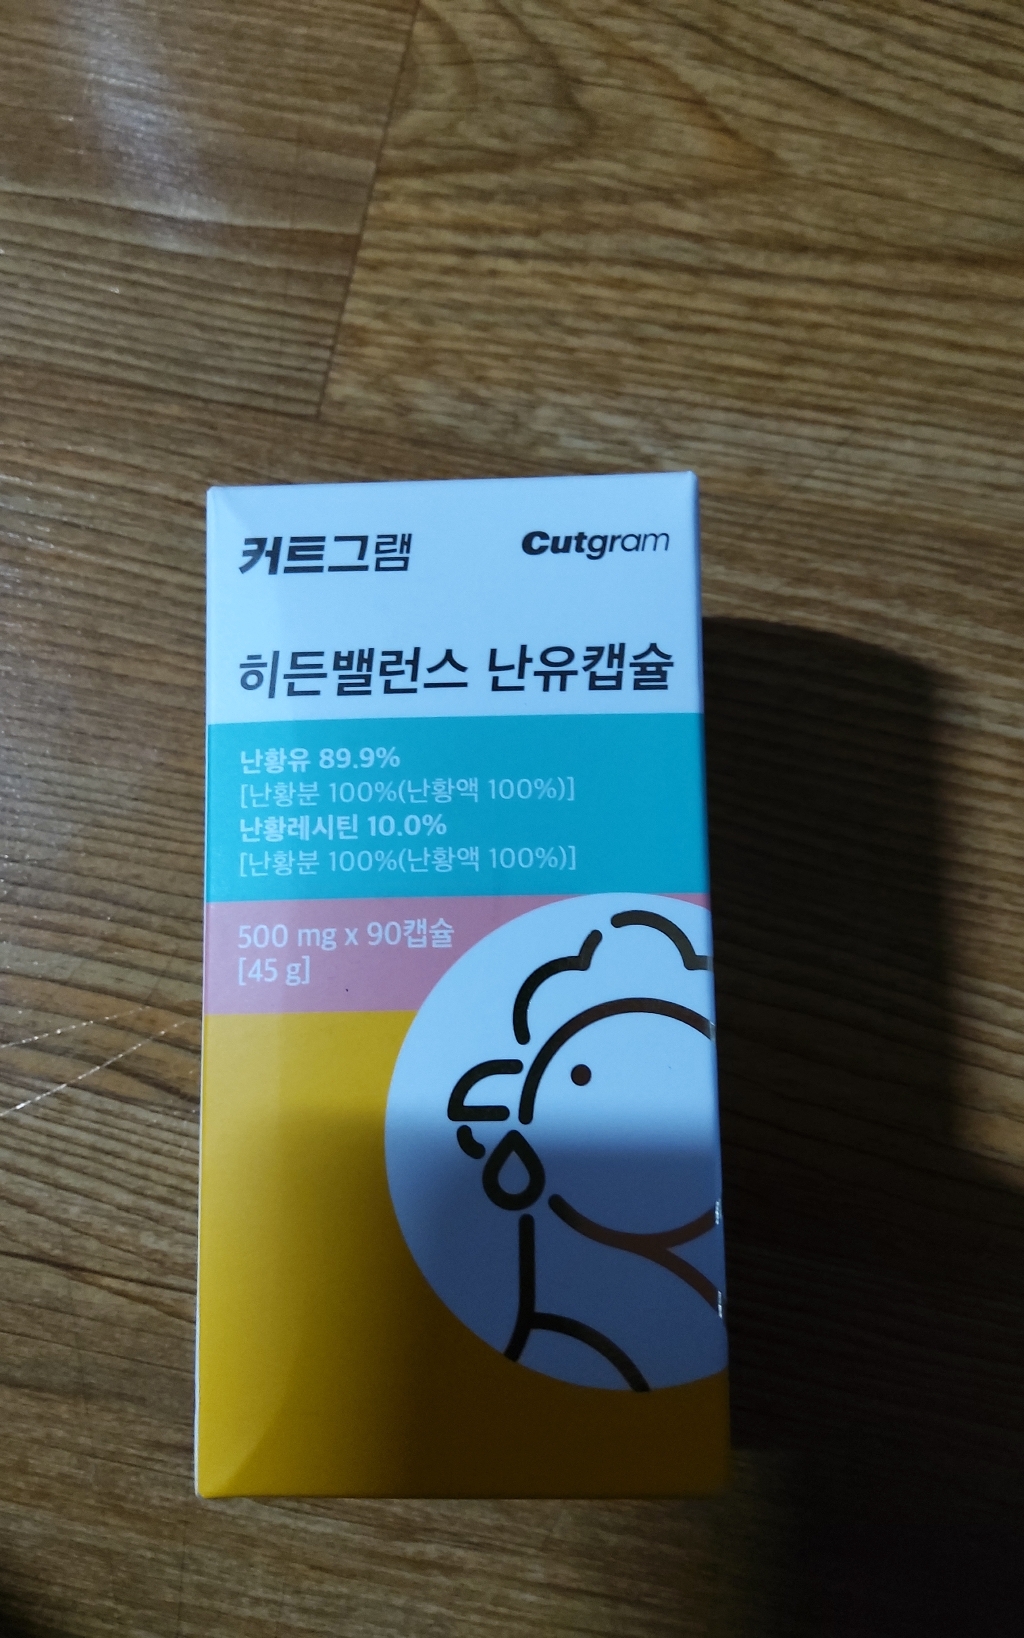 커트그램 Cutgram
히든밸런스 난유캡슐
난황유 89.9%
[난황분 100%(난황액 100%)]
난황레시틴 10.0%
[난황분 100%(난황액 100%)]
500 mg x 90캡슐
[45 g]